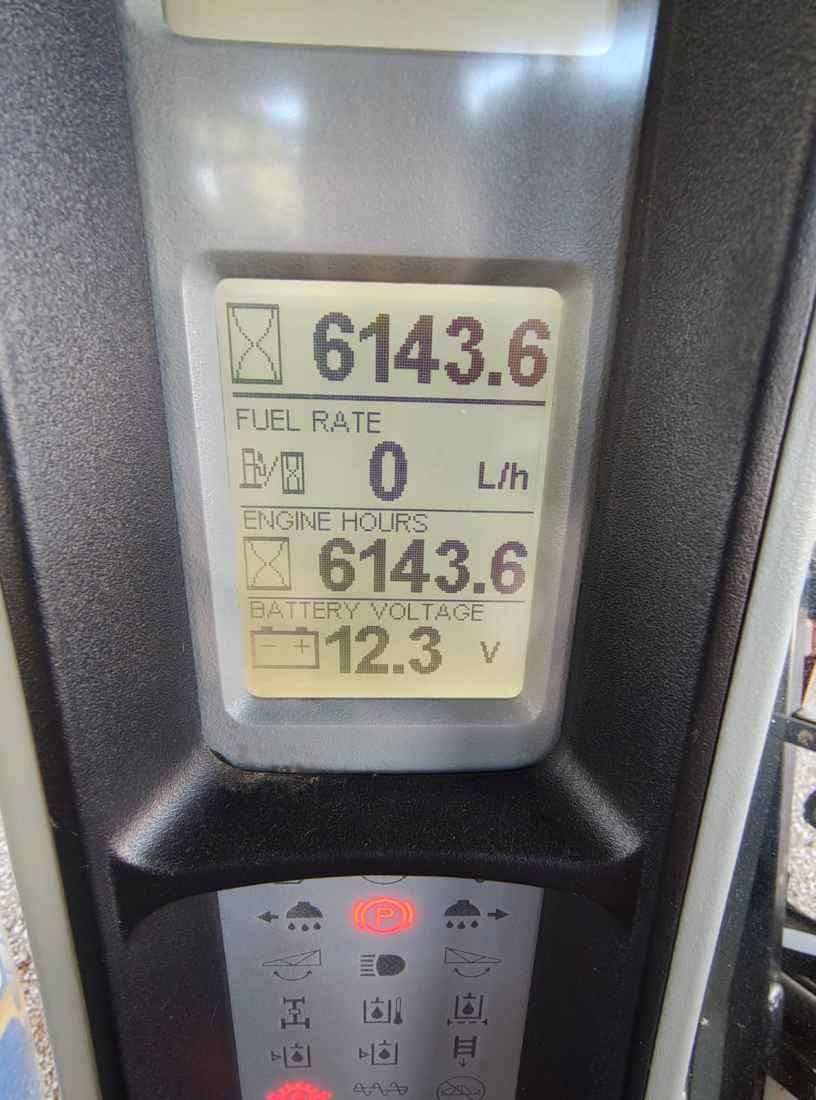 6143.6
FUEL RATE
0 L/h
ENGINE HOURS
6143.6
BATTERY VOLTAGE
- + 12.3 V
P